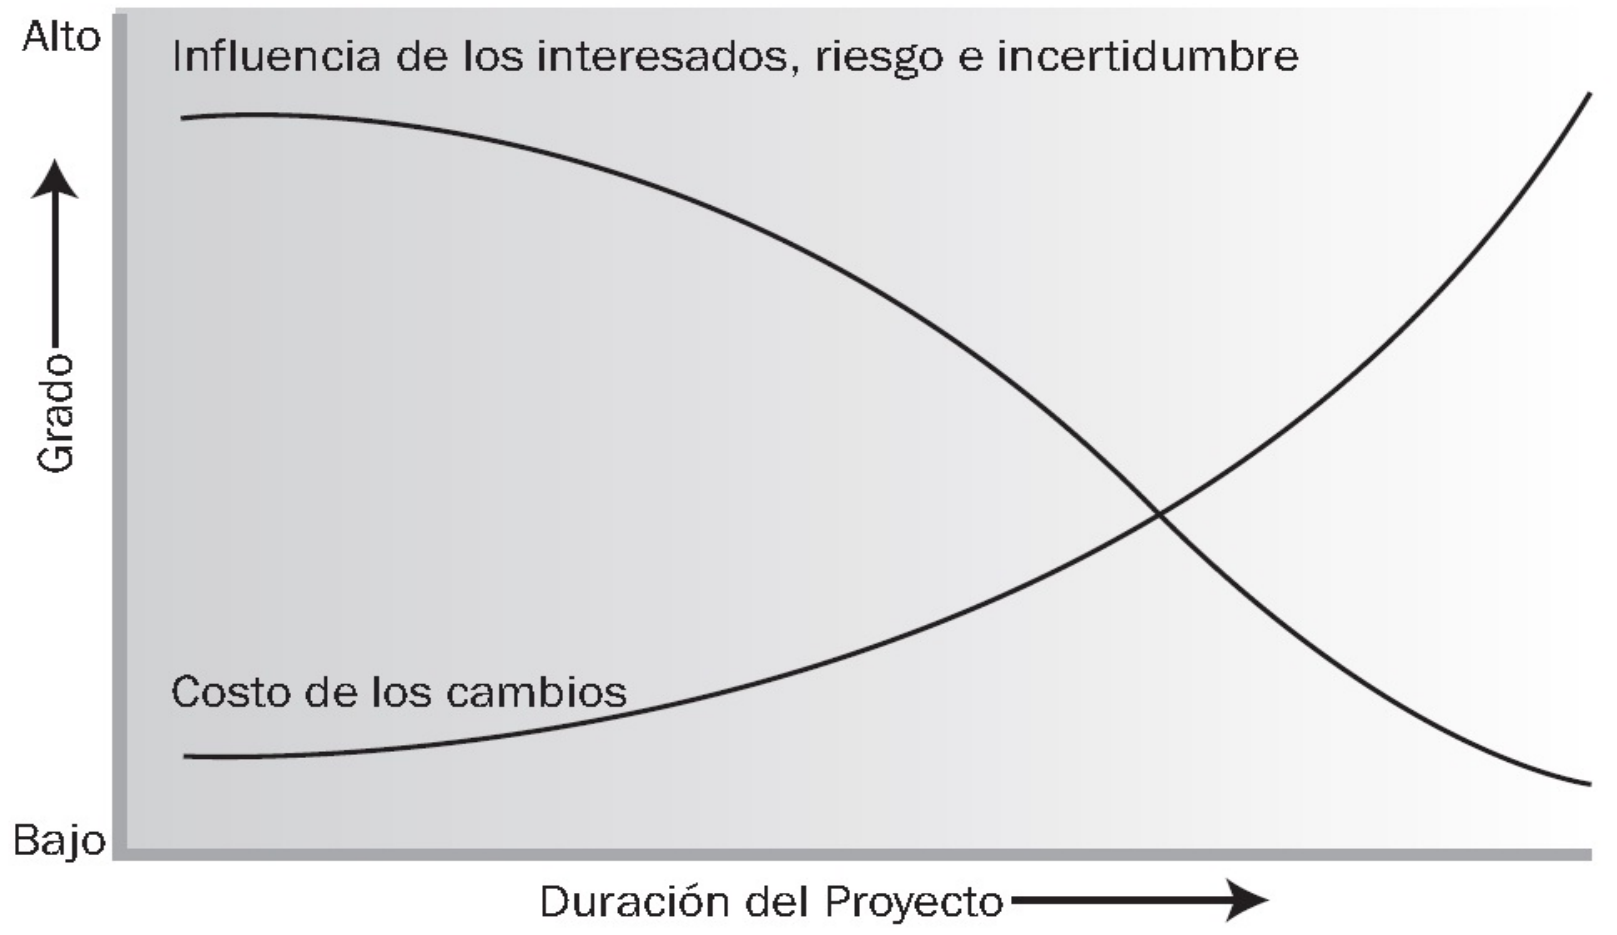 Alto
Influencia de los interesados, riesgo e incertidumbre
Grado
Costo de los cambios
Bajo
Duración del Proyecto